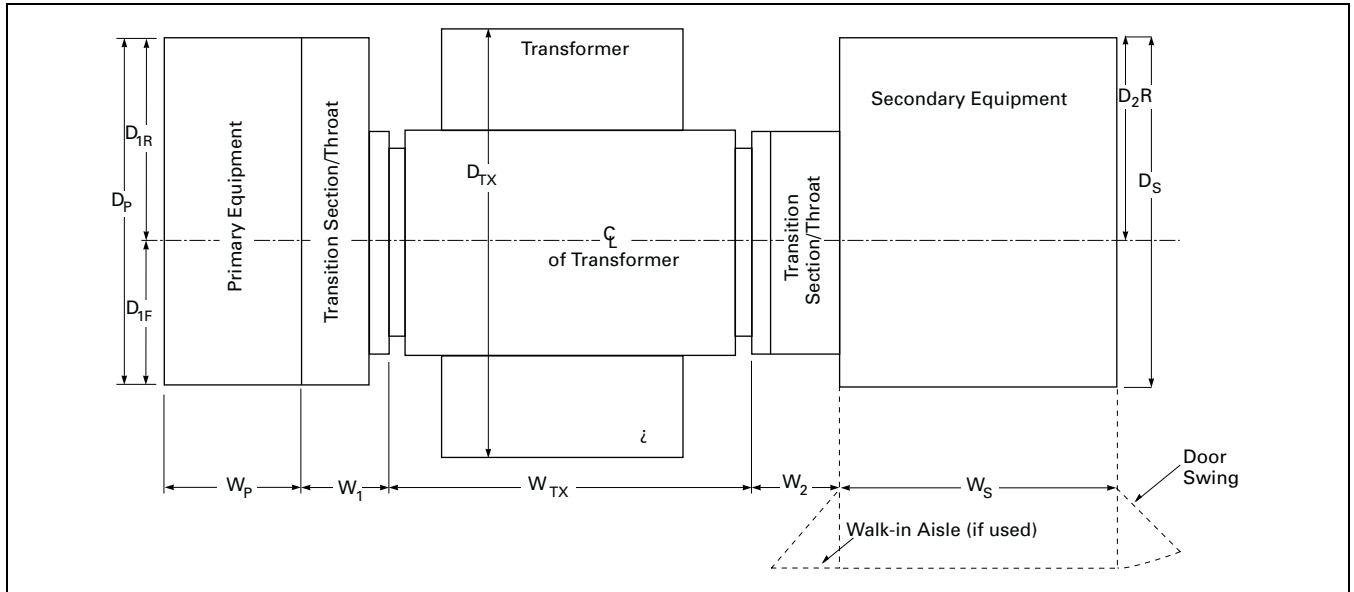 Transformer
Secondary Equipment
D1R
D2R
DP
DTX
DS
Primary Equipment
Transition Section/Throat
CL
of Transformer
Transition
Section/Throat
D1F
¿
WP
W1
WTX
W2
WS
Door
Swing
Walk-in Aisle (if used)